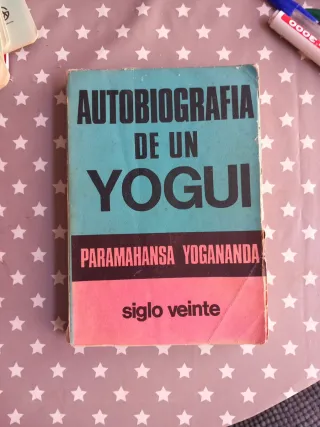 AUTOBIOGRAFIA
DE UN
YOGUI
PARAMAHANSA YOGANANDA
siglo veinte